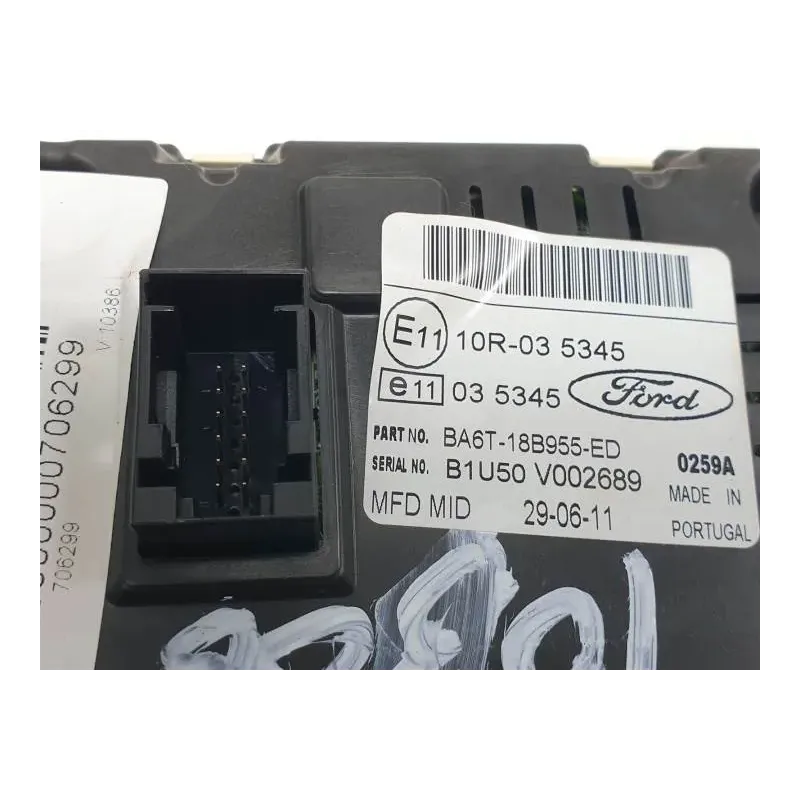 E11 10R-03 5345
e11 03 5345 Ford
PART NO. BA6T-18B955-ED
SERIAL NO. B1U50 V002689 0259A
MFD MID 29-06-11 MADE IN
PORTUGAL
V 10386
706299